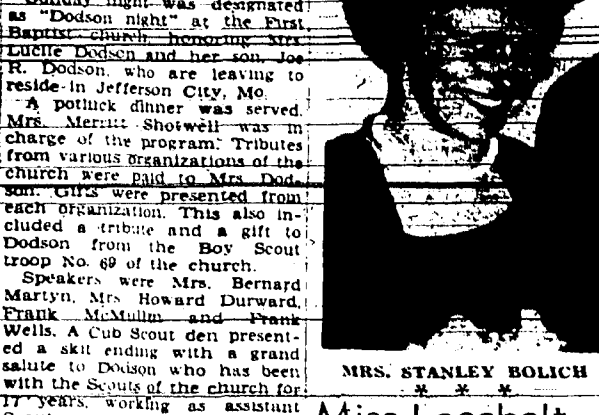 Sunday night was designated
as "Dodson night" at the First
Baptist church, honoring Mrs.
Lucile Dodson and her son, Joe
R. Dodson, who are leaving to
reside in Jefferson City, Mo.
A potluck dinner was served.
Mrs. Merritt Shotwell was in
charge of the program. Tributes
from various organizations of the
church were paid to Mrs. Dod-
son. Gifts were presented from
each organization. This also in-
cluded a tribute and a gift to
Dodson from the Boy Scout
troop No. 69 of the church.
Speakers were Mrs. Bernard
Martyn, Mrs Howard Durward,
Frank McMullin and Frank
Wells. A Cub Scout den present-
ed a skit ending with a grand
salute to Dodson who has been
with the Scouts of the church for
17 years, working as assistant
MRS. STANLEY BOLICH
* * *
Miss